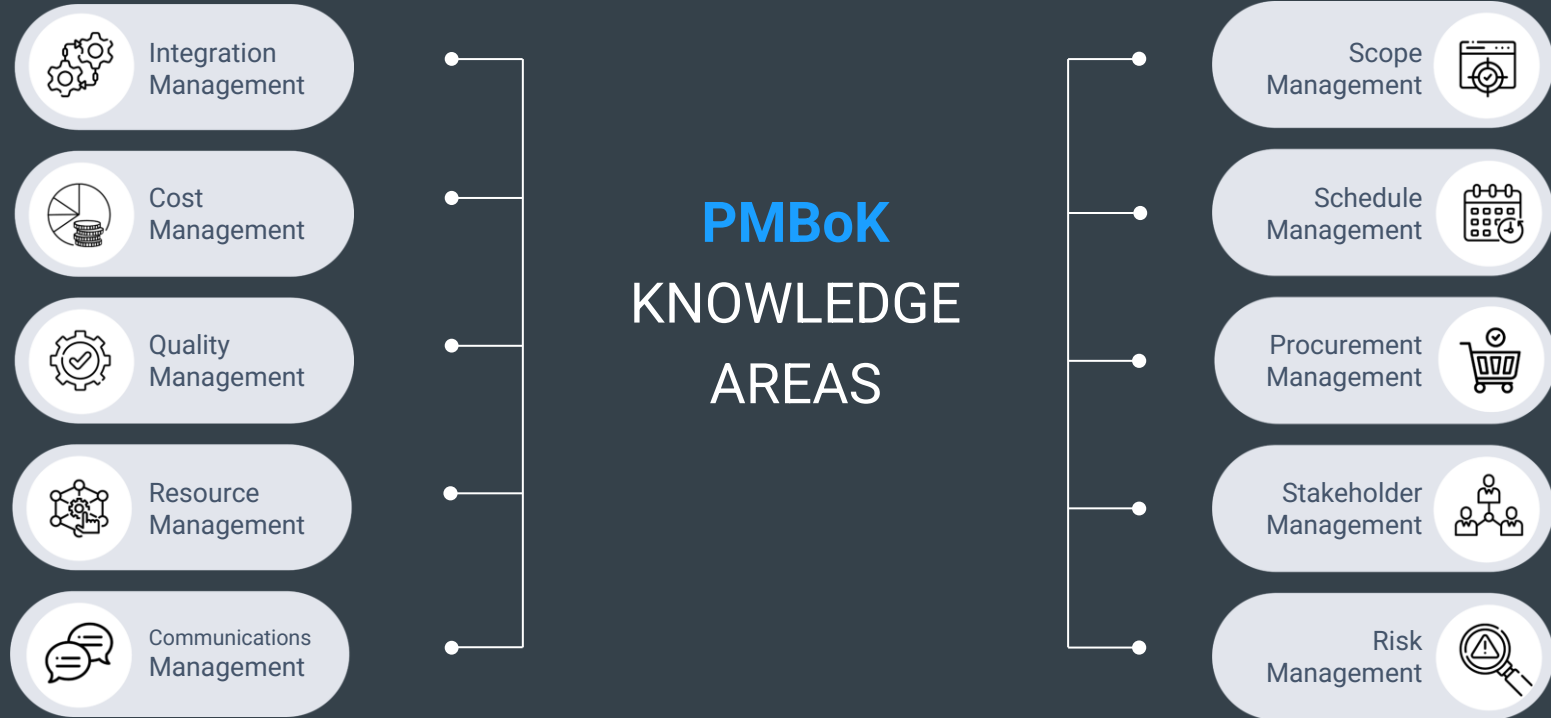 Integration
Management
Cost
Management
Quality
Management
Resource
Management
Communications
Management
PMBoK
KNOWLEDGE
AREAS
Scope
Management
Schedule
Management
Procurement
Management
Stakeholder
Management
Risk
Management